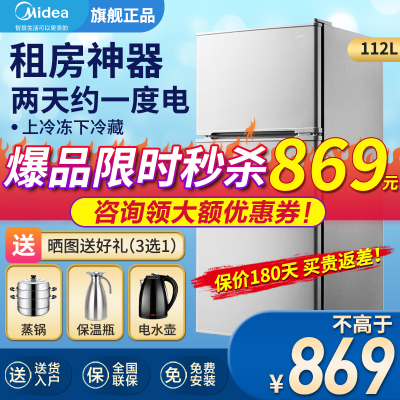 Midea
智慧生活可以更美的
旗舰正品
112L
租房神器
两天约一度电
•上冷冻下冷藏
爆品限时秒杀869元
咨询领大额优惠券!
送 晒图送好礼(3选1)
蒸锅 保温瓶 电水壶
保价180天 买贵返差!
不高于
¥869
送 送货入户 保 全国联保 免 免费安装